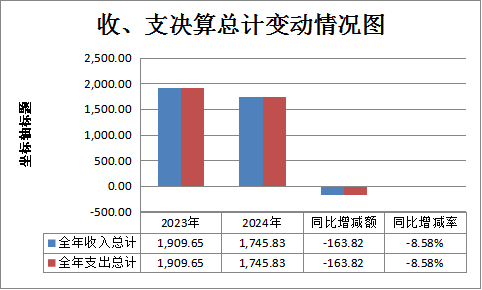 收、支决算总计变动情况图
2,500.00
2,000.00
1,500.00
1,000.00
500.00
0.00
-500.00
坐标轴标题
2023年 2024年 同比增减额 同比增减率
全年收入总计 1,909.65 1,745.83 -163.82 -8.58%
全年支出总计 1,909.65 1,745.83 -163.82 -8.58%